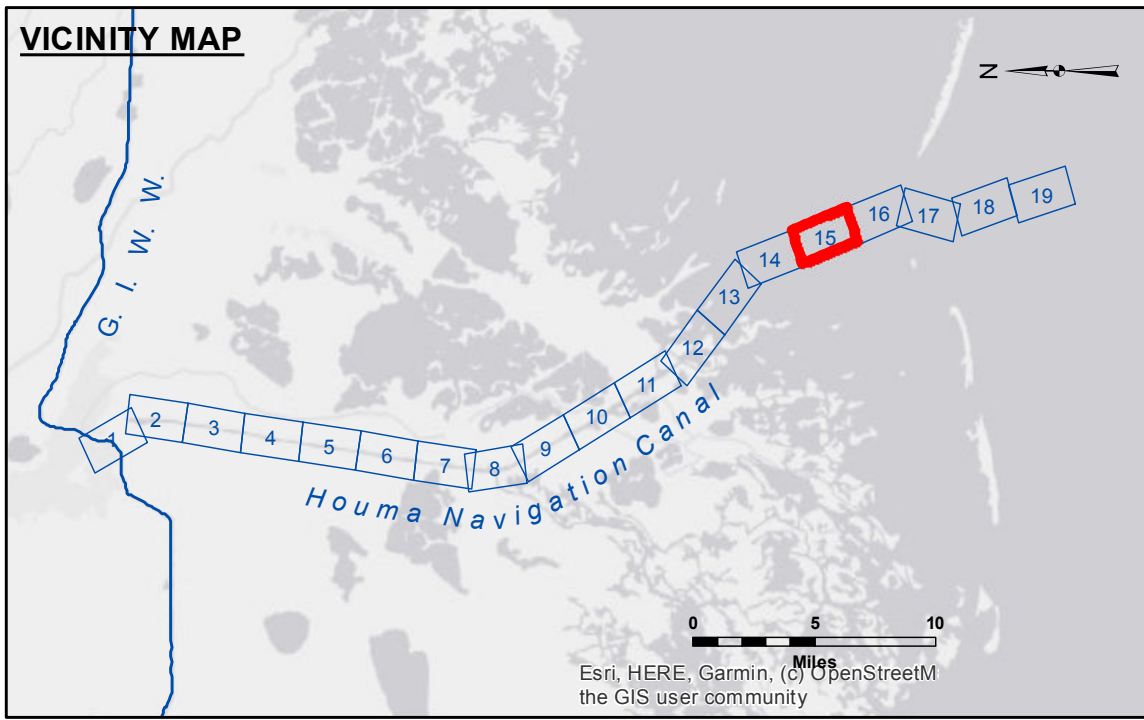 VICINITY MAP
N
G. I. W. W.
1
2
3
4
5
6
7
8
9
10
11
12
13
14
15
16
17
18
19
Houma Navigation Canal
0 5 10
Miles
Esri, HERE, Garmin, (c) OpenStreetM
the GIS user community